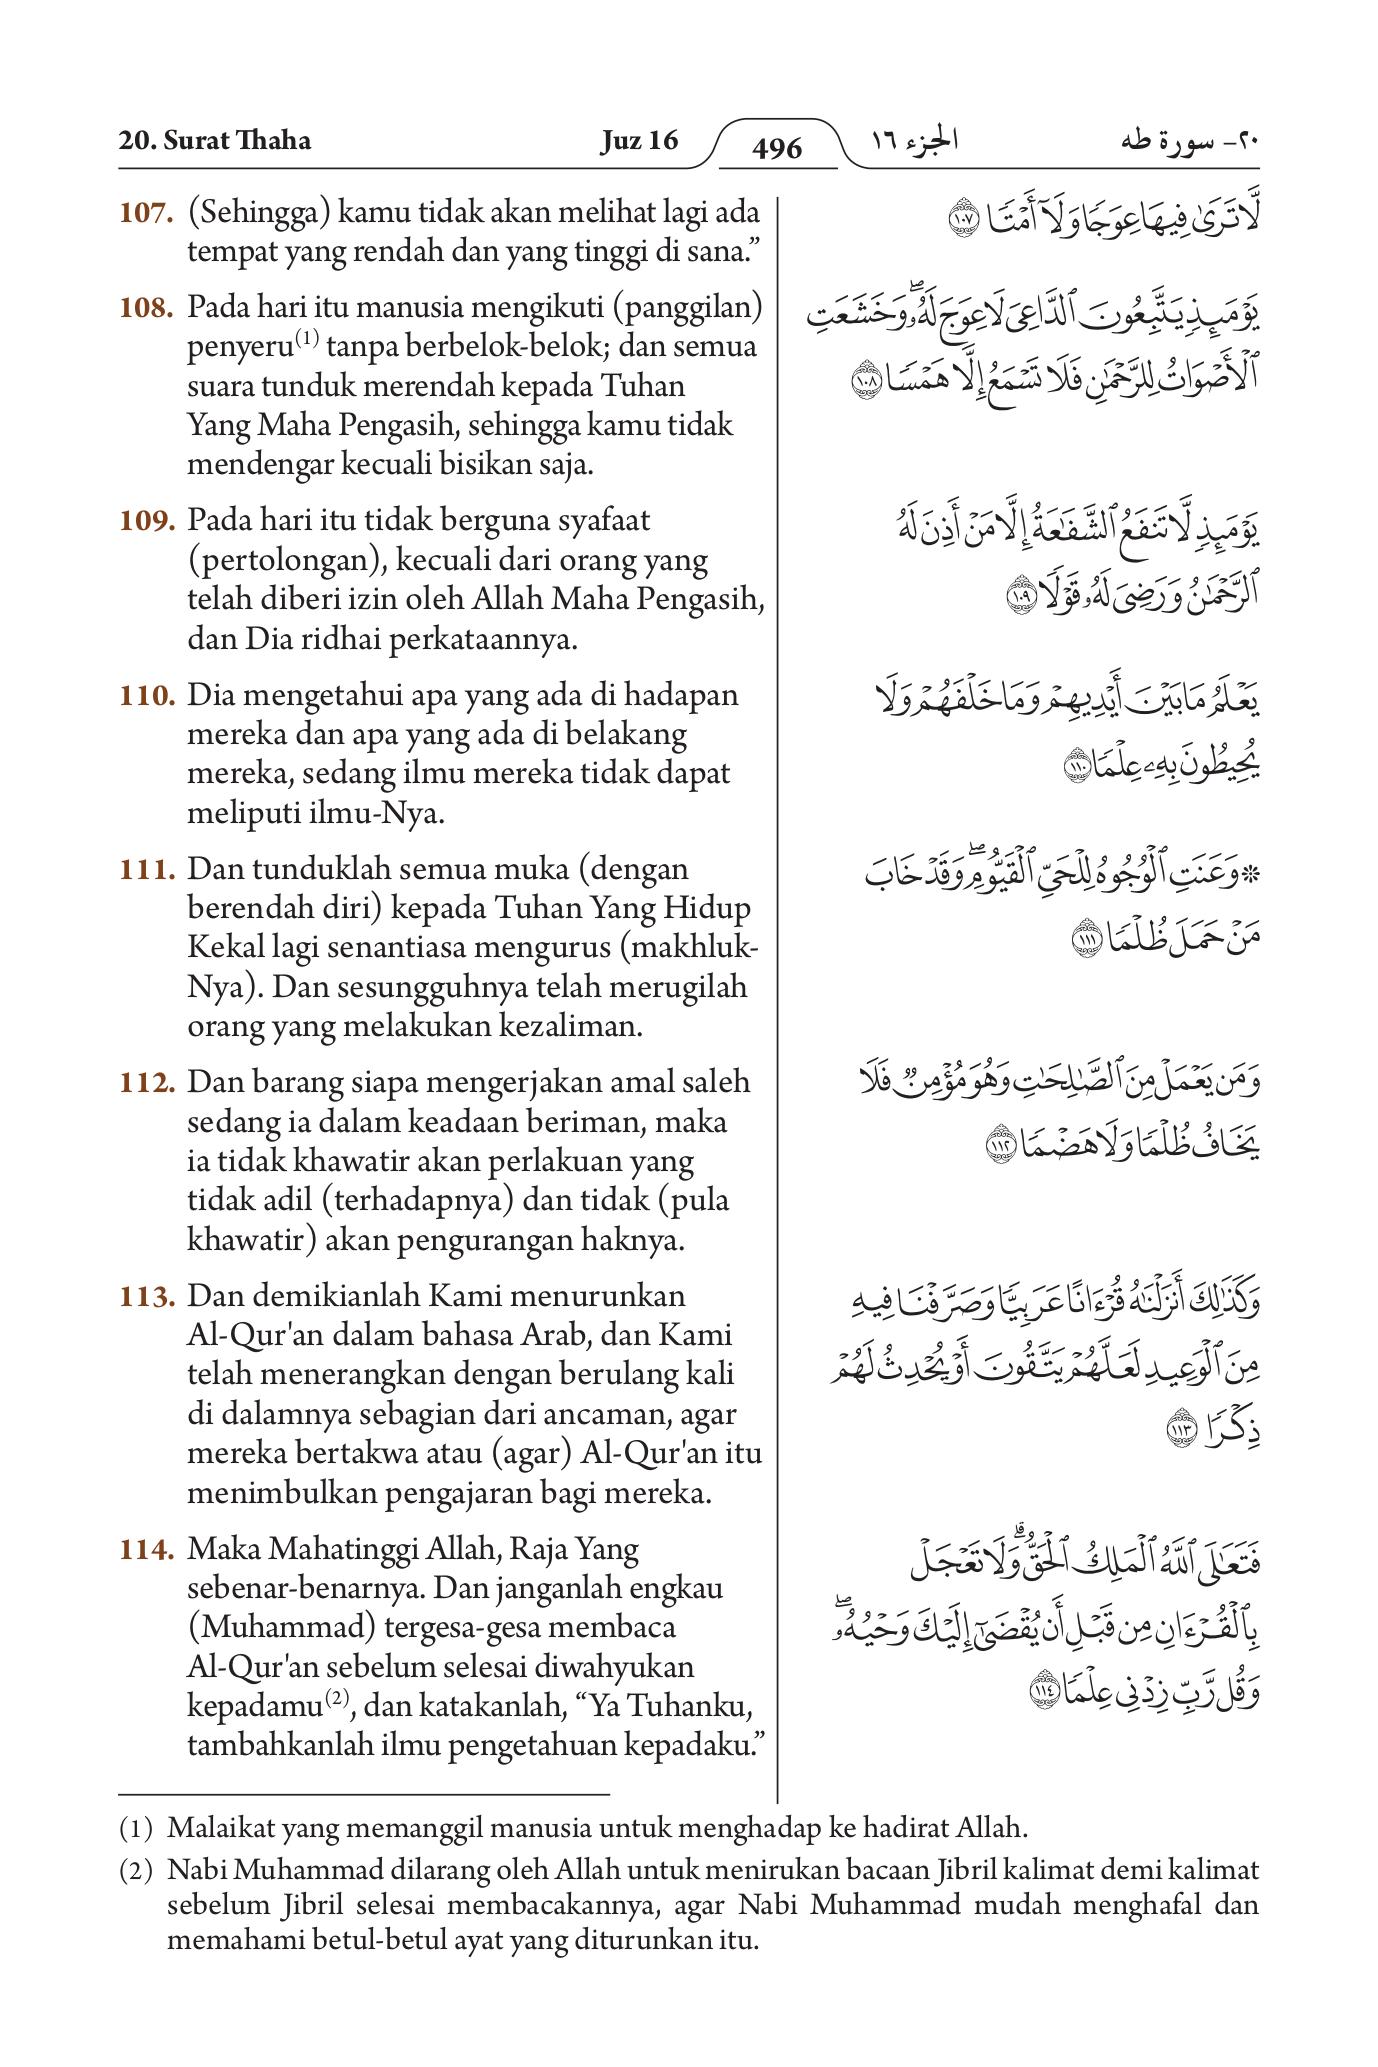 20. Surat Thaha
Juz 16
496
الجزء ١٦
٢٠- سورة طه
107. (Sehingga) kamu tidak akan melihat lagi ada
tempat yang rendah dan yang tinggi di sana.”
108. Pada hari itu manusia mengikuti (panggilan)
penyeru(1) tanpa berbelok-belok; dan semua
suara tunduk merendah kepada Tuhan
Yang Maha Pengasih, sehingga kamu tidak
mendengar kecuali bisikan saja.
109. Pada hari itu tidak berguna syafaat
(pertolongan), kecuali dari orang yang
telah diberi izin oleh Allah Maha Pengasih,
dan Dia ridhai perkataannya.
110. Dia mengetahui apa yang ada di hadapan
mereka dan apa yang ada di belakang
mereka, sedang ilmu mereka tidak dapat
meliputi ilmu-Nya.
111. Dan tunduklah semua muka (dengan
berendah diri) kepada Tuhan Yang Hidup
Kekal lagi senantiasa mengurus (makhluk-
Nya). Dan sesungguhnya telah merugilah
orang yang melakukan kezaliman.
112. Dan barang siapa mengerjakan amal saleh
sedang ia dalam keadaan beriman, maka
ia tidak khawatir akan perlakuan yang
tidak adil (terhadapnya) dan tidak (pula
khawatir) akan pengurangan haknya.
113. Dan demikianlah Kami menurunkan
Al-Qur'an dalam bahasa Arab, dan Kami
telah menerangkan dengan berulang kali
di dalamnya sebagian dari ancaman, agar
mereka bertakwa atau (agar) Al-Qur'an itu
menimbulkan pengajaran bagi mereka.
114. Maka Mahatinggi Allah, Raja Yang
sebenar-benarnya. Dan janganlah engkau
(Muhammad) tergesa-gesa membaca
Al-Qur'an sebelum selesai diwahyukan
kepadamu(2), dan katakanlah, “Ya Tuhanku,
tambahkanlah ilmu pengetahuan kepadaku.”
لَّا تَرَىٰ فِيهَا عِوَجًا وَلَآ أَمْتًا ١٠٧
يَوْمَئِذٍ يَتَّبِعُونَ ٱلدَّاعِىَ لَا عِوَجَ لَهُۥۖ وَخَشَعَتِ
ٱلْأَصْوَاتُ لِلرَّحْمَٰنِ فَلَا تَسْمَعُ إِلَّا هَمْسًا ١٠٨
يَوْمَئِذٍ لَّا تَنفَعُ ٱلشَّفَٰعَةُ إِلَّا مَنْ أَذِنَ لَهُ
ٱلرَّحْمَٰنُ وَرَضِىَ لَهُۥ قَوْلًا ١٠٩
يَعْلَمُ مَا بَيْنَ أَيْدِيهِمْ وَمَا خَلْفَهُمْ وَلَا
يُحِيطُونَ بِهِۦ عِلْمًا ١١٠
۞ وَعَنَتِ ٱلْوُجُوهُ لِلْحَىِّ ٱلْقَيُّومِۖ وَقَدْ خَابَ
مَنْ حَمَلَ ظُلْمًا ١١١
وَمَن يَعْمَلْ مِنَ ٱلصَّٰلِحَٰتِ وَهُوَ مُؤْمِنٌ فَلَا
يَخَافُ ظُلْمًا وَلَا هَضْمًا ١١٢
وَكَذَٰلِكَ أَنزَلْنَٰهُ قُرْءَانًا عَرَبِيًّا وَصَرَّفْنَا فِيهِ
مِنَ ٱلْوَعِيدِ لَعَلَّهُمْ يَتَّقُونَ أَوْ يُحْدِثُ لَهُمْ
ذِكْرًا ١١٣
فَتَعَٰلَى ٱللَّهُ ٱلْمَلِكُ ٱلْحَقُّۗ وَلَا تَعْجَلْ
بِٱلْقُرْءَانِ مِن قَبْلِ أَن يُقْضَىٰٓ إِلَيْكَ وَحْيُهُۥۖ
وَقُل رَّبِّ زِدْنِى عِلْمًا ١١٤
(1) Malaikat yang memanggil manusia untuk menghadap ke hadirat Allah.
(2) Nabi Muhammad dilarang oleh Allah untuk menirukan bacaan Jibril kalimat demi kalimat
sebelum Jibril selesai membacakannya, agar Nabi Muhammad mudah menghafal dan
memahami betul-betul ayat yang diturunkan itu.